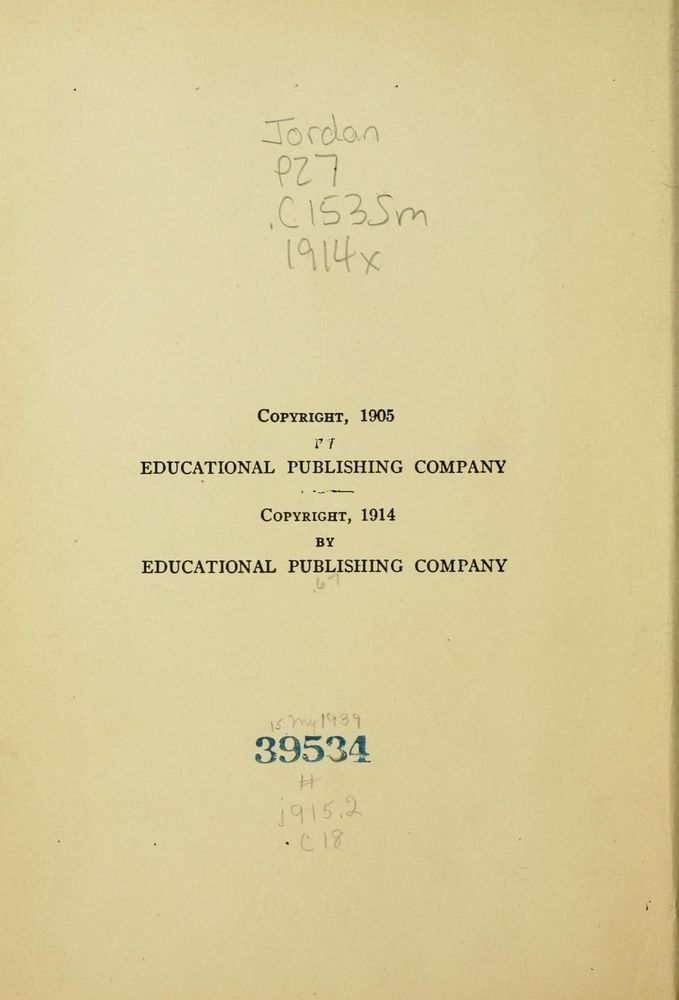 Jordan
PZ7
.C1535m
1914x
COPYRIGHT, 1905
EDUCATIONAL PUBLISHING COMPANY
COPYRIGHT, 1914
BY
EDUCATIONAL PUBLISHING COMPANY
.67
15 My 1939
39534
#
j915.2
.C18